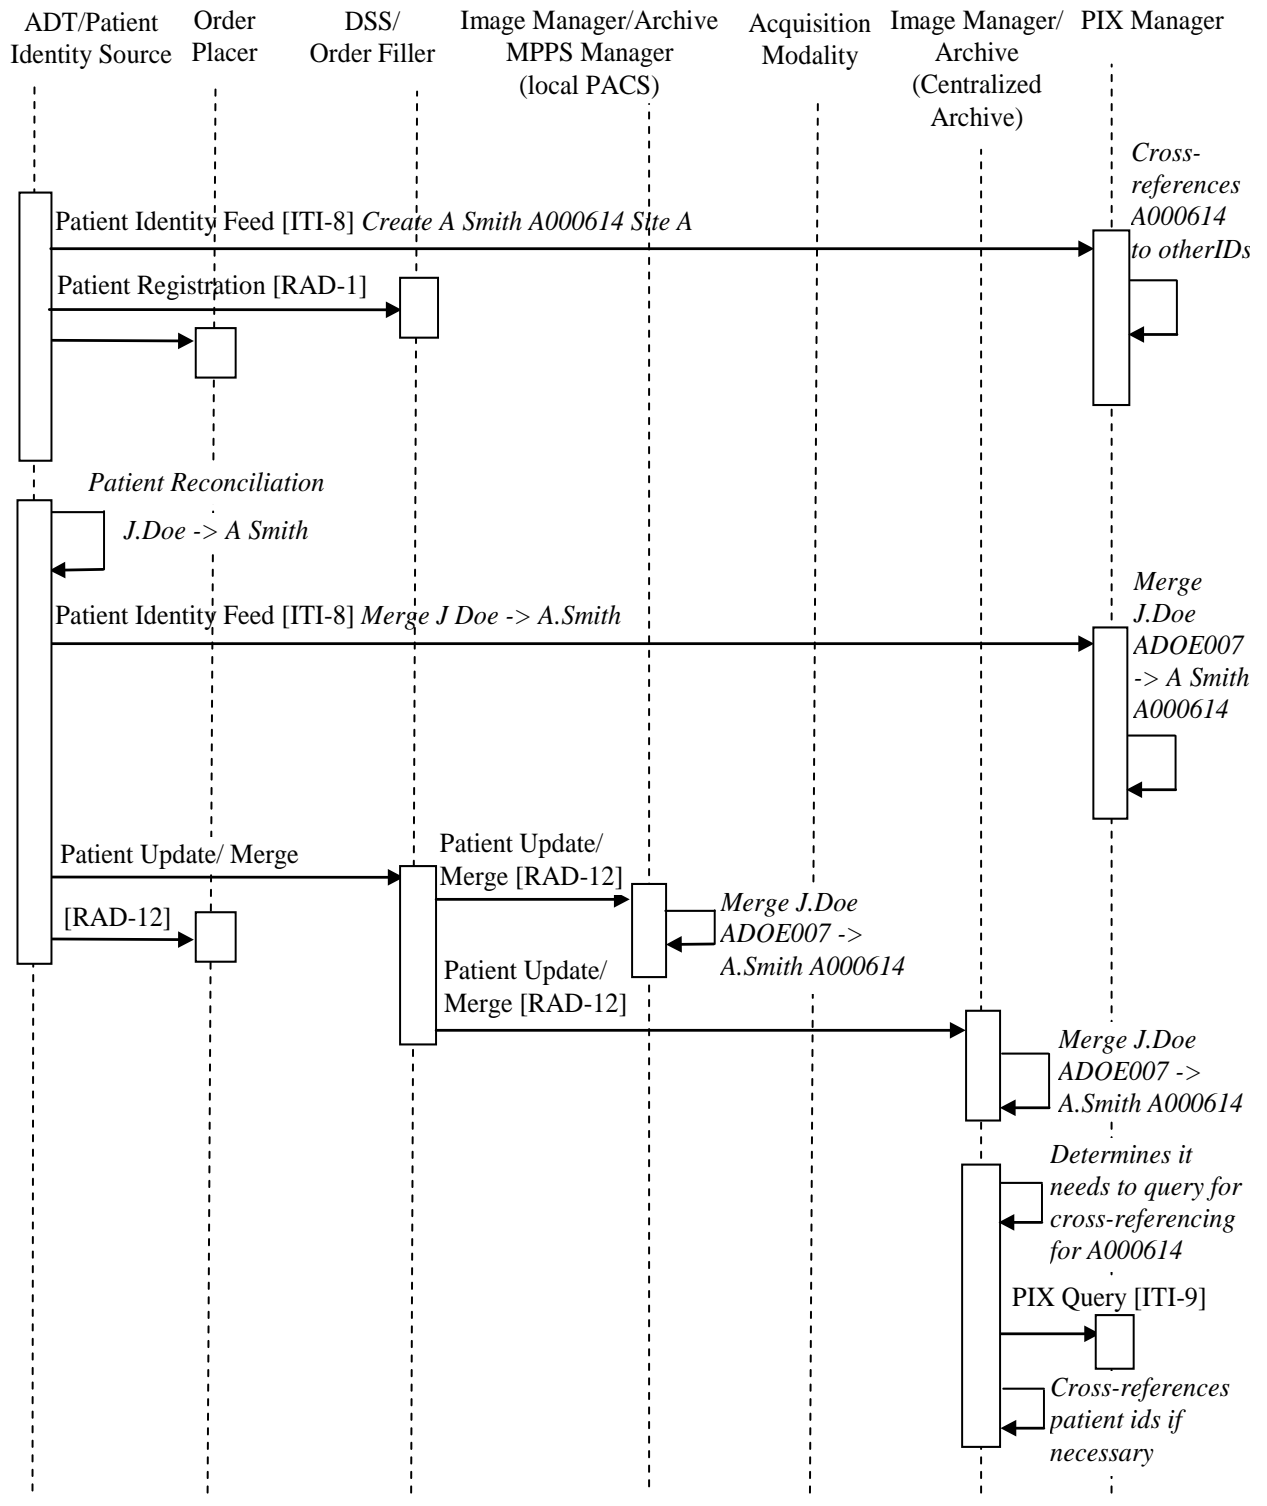 ADT/Patient
Identity Source
Order
Placer
DSS/
Order Filler
Image Manager/Archive
MPPS Manager
(local PACS)
Acquisition
Modality
Image Manager/
Archive
(Centralized
Archive)
PIX Manager
Cross-
references
A000614
to otherIDs
Patient Identity Feed [ITI-8] Create A Smith A000614 Site A
Patient Registration [RAD-1]
Patient Reconciliation
J.Doe -> A Smith
Patient Identity Feed [ITI-8] Merge J Doe -> A.Smith
Merge
J.Doe
ADOE007
-> A Smith
A000614
Patient Update/ Merge
[RAD-12]
Patient Update/
Merge [RAD-12]
Merge J.Doe
ADOE007 ->
A.Smith A000614
Patient Update/
Merge [RAD-12]
Merge J.Doe
ADOE007 ->
A.Smith A000614
Determines it
needs to query for
cross-referencing
for A000614
PIX Query [ITI-9]
Cross-references
patient ids if
necessary